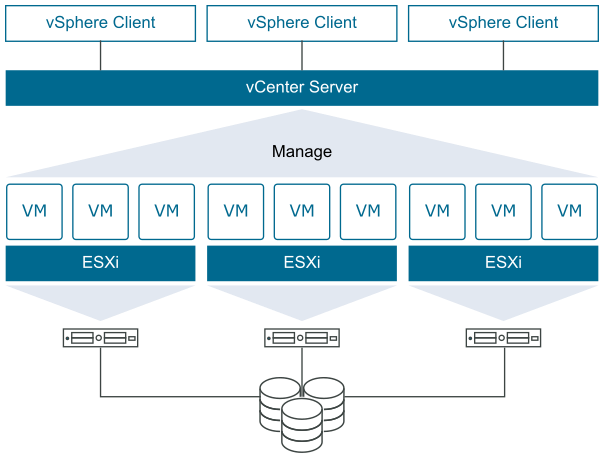 vSphere Client
vSphere Client
vSphere Client
vCenter Server
Manage
VM
VM
VM
VM
VM
VM
VM
VM
VM
ESXi
ESXi
ESXi